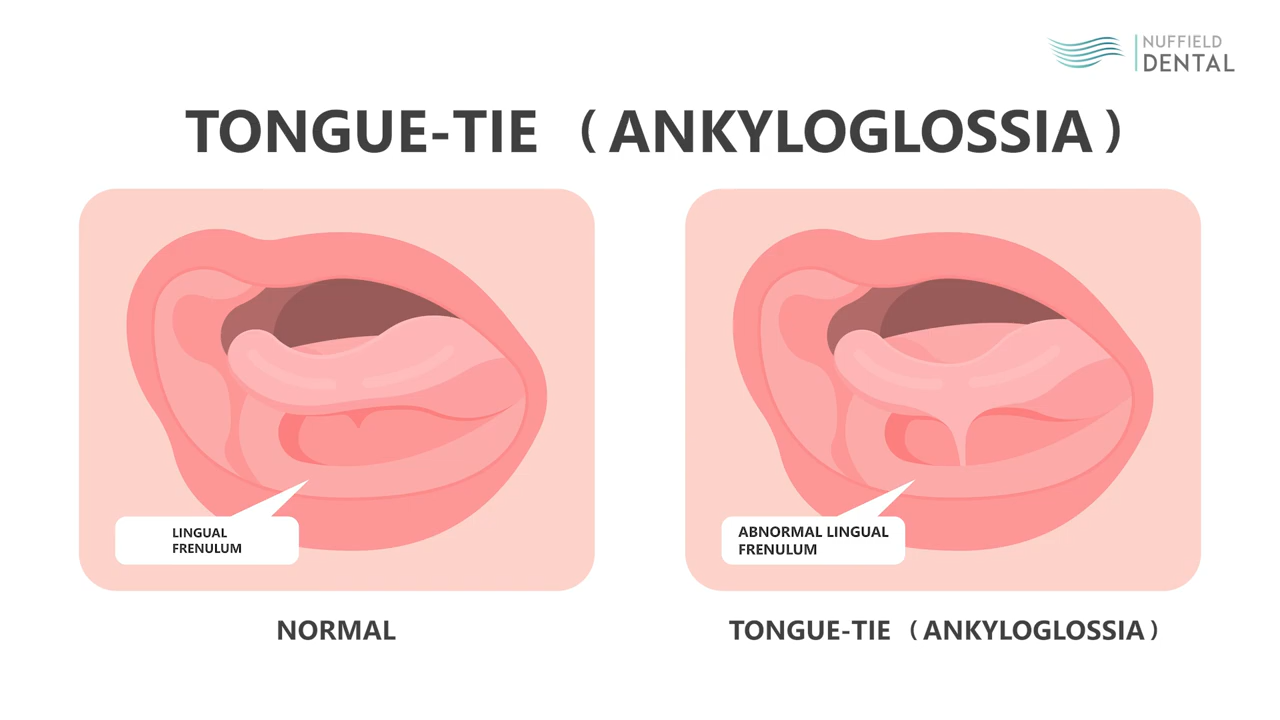 NUFFIELD
DENTAL
TONGUE-TIE （ANKYLOGLOSSIA）
LINGUAL
FRENULUM
ABNORMAL LINGUAL
FRENULUM
NORMAL
TONGUE-TIE （ANKYLOGLOSSIA）